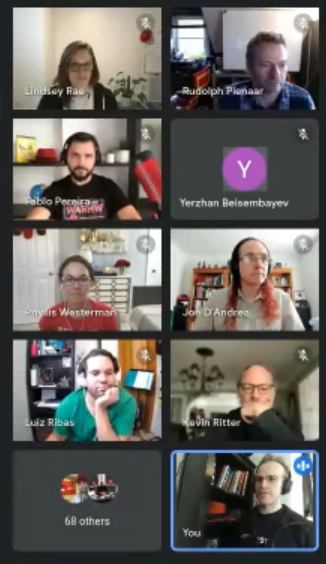 Lindsey Rae
Rudolph Pienaar
Pablo Pereira
Y
Yerzhan Beisembayev
Phyllis Westerman
Jon D'Andrea
Luiz Ribas
Kevin Ritter
68 others
You